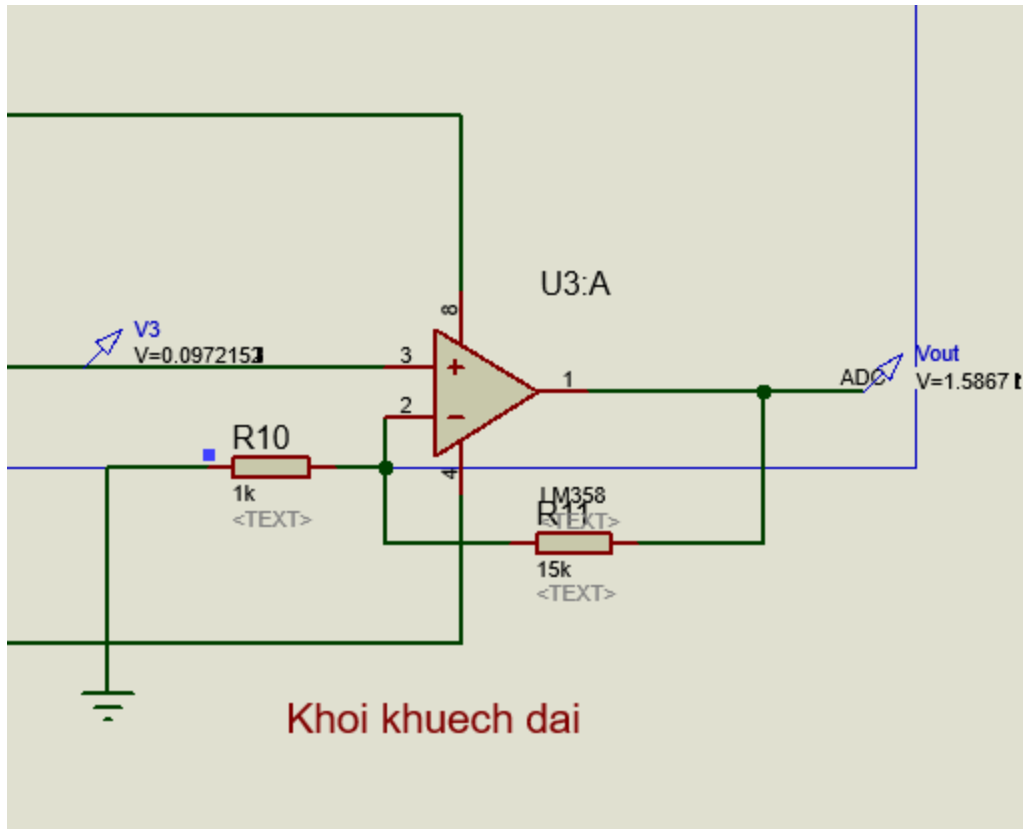 U3:A
8
V3
V=0.0972153
3
2
1
ADC
Vout
V=1.5867
R10
1k
<TEXT>
4
LM358
R11
<TEXT>
15k
<TEXT>
Khoi khuech dai